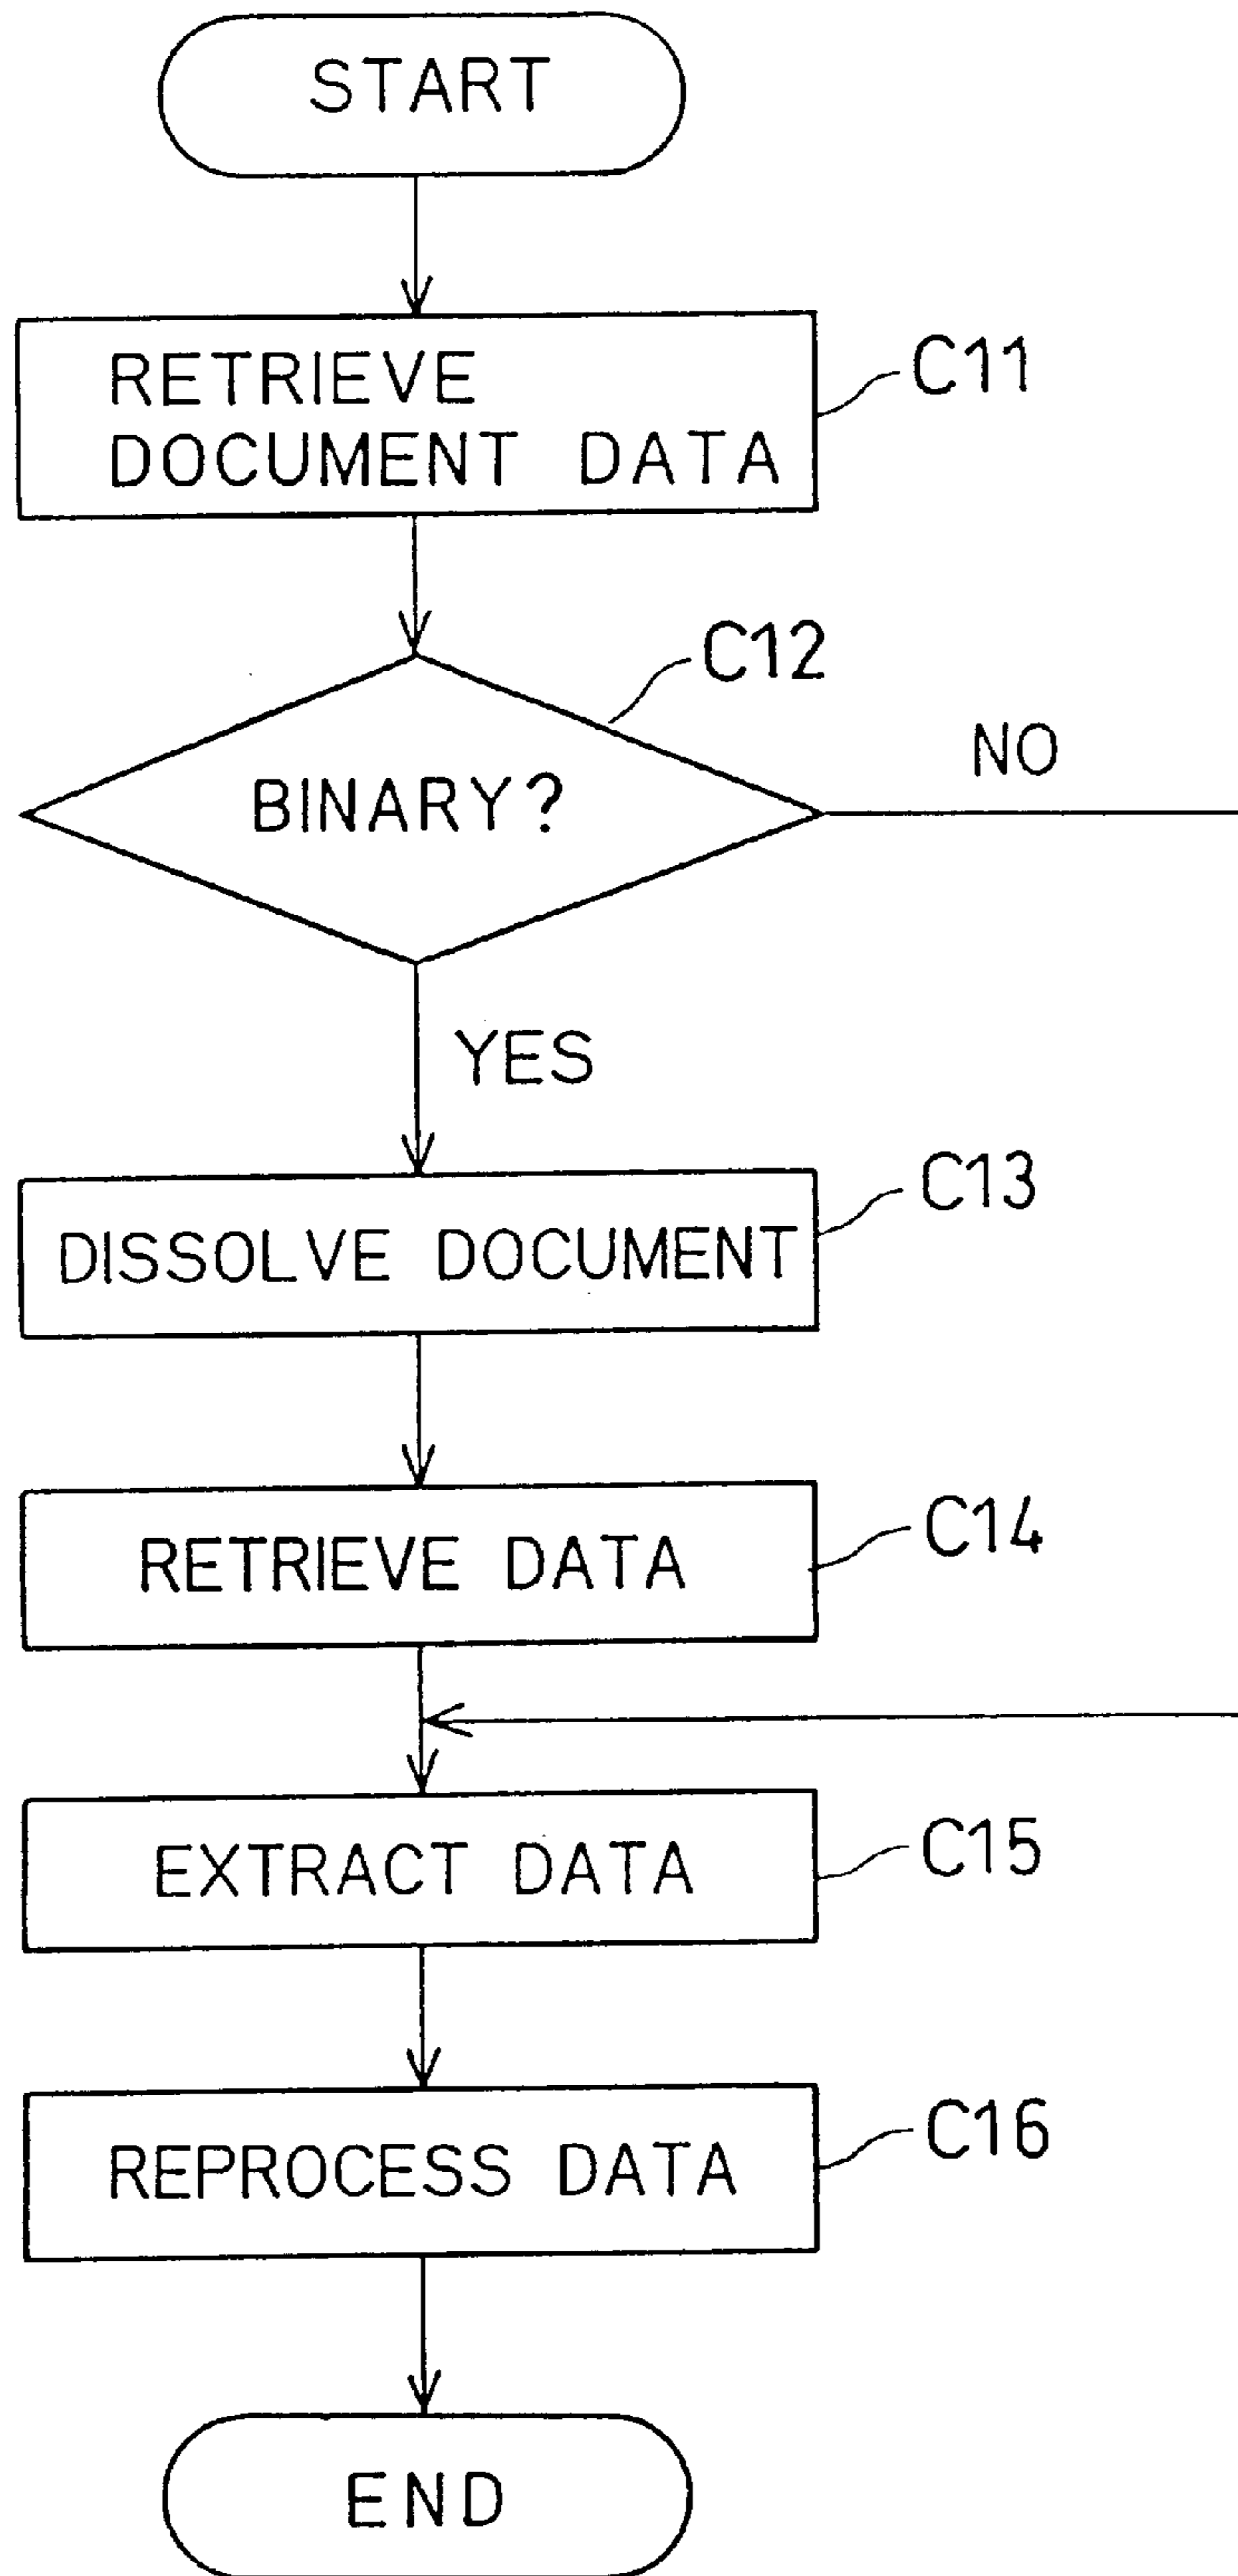 START
RETRIEVE
DOCUMENT DATA
C11
C12
BINARY?
NO
YES
C13
DISSOLVE DOCUMENT
C14
RETRIEVE DATA
C15
EXTRACT DATA
C16
REPROCESS DATA
END